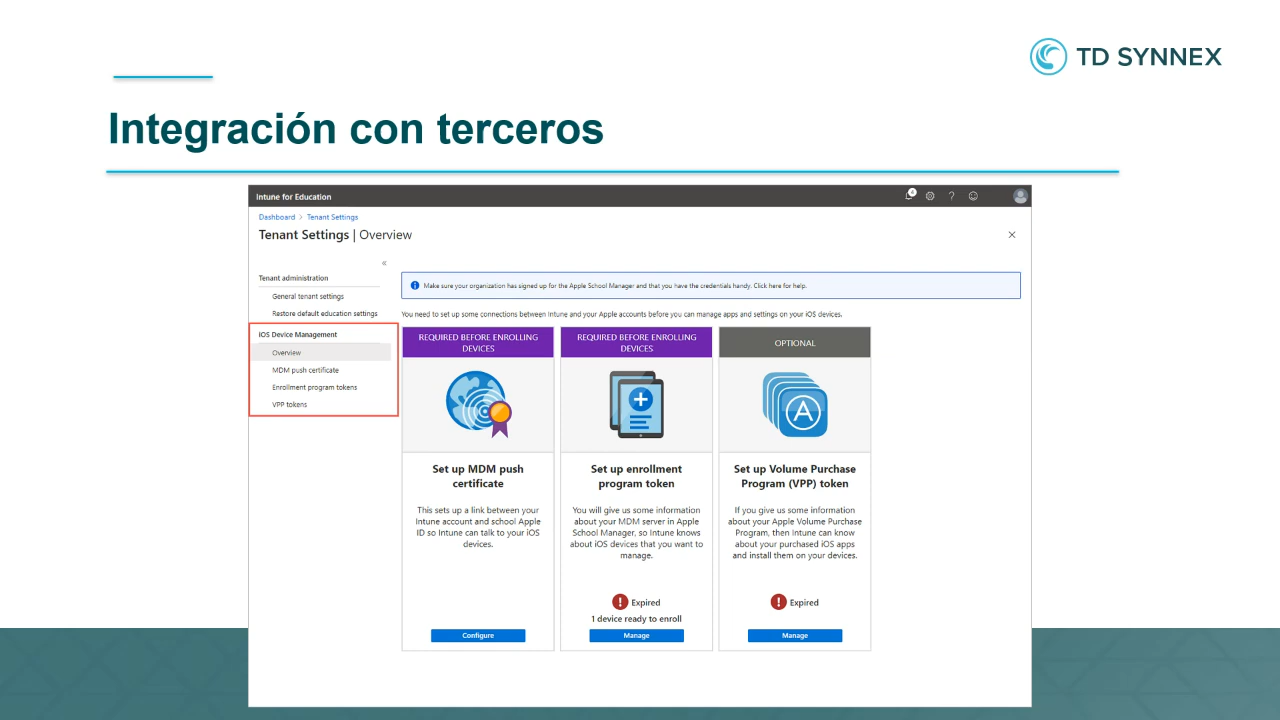 TD SYNNEX
Integración con terceros
Intune for Education
4
Dashboard > Tenant Settings
Tenant Settings | Overview
Tenant administration
General tenant settings
Restore default education settings
iOS Device Management
Overview
MDM push certificate
Enrollment program tokens
VPP tokens
Make sure your organization has signed up for the Apple School Manager and that you have the credentials handy. Click here for help.
You need to set up some connections between Intune and your Apple accounts before you can manage apps and settings on your iOS devices.
REQUIRED BEFORE ENROLLING
DEVICES
Set up MDM push
certificate
This sets up a link between your
Intune account and school Apple
ID so Intune can talk to your iOS
devices.
Configure
REQUIRED BEFORE ENROLLING
DEVICES
Set up enrollment
program token
You will give us some information
about your MDM server in Apple
School Manager, so Intune knows
about iOS devices that you want to
manage.
Expired
1 device ready to enroll
Manage
OPTIONAL
Set up Volume Purchase
Program (VPP) token
If you give us some information
about your Apple Volume Purchase
Program, then Intune can know
about your purchased iOS apps
and install them on your devices.
Expired
Manage